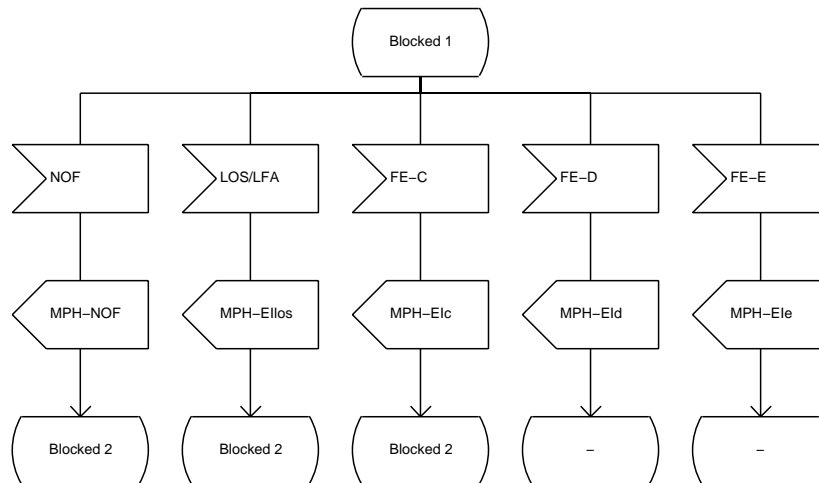 Blocked 1
NOF
LOS/LFA
FE−C
FE−D
FE−E
MPH−NOF
MPH−EIlos
MPH−EIc
MPH−EId
MPH−EIe
Blocked 2
Blocked 2
Blocked 2
−
−